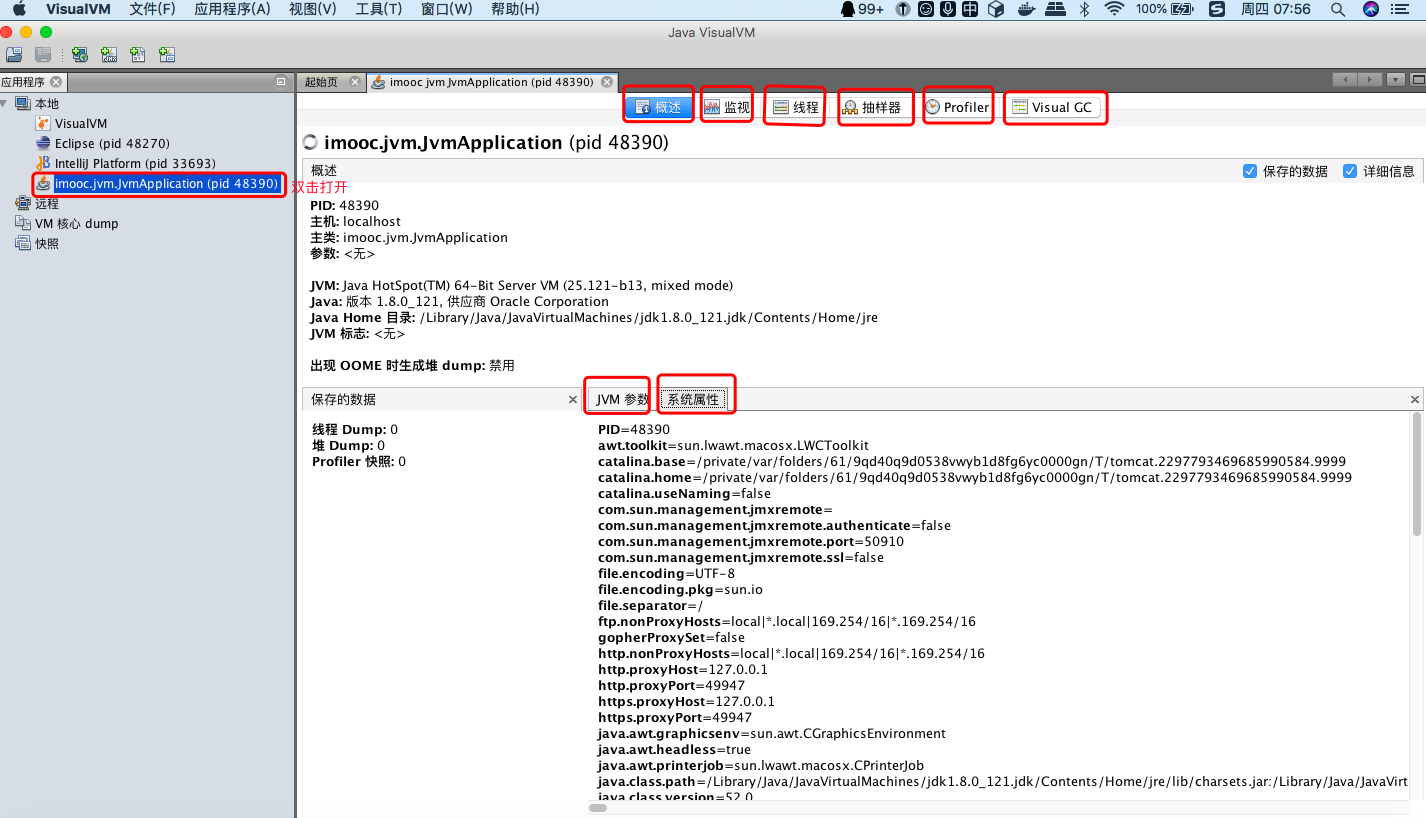 VisualVM 文件(F) 应用程序(A) 视图(V) 工具(T) 窗口(W) 帮助(H) 99+ 中 100% 周四 07:56
Java VisualVM
应用程序
起始页 imooc jvm JvmApplication (pid 48390)
本地
VisualVM
Eclipse (pid 48270)
IntelliJ Platform (pid 33693)
imooc.jvm.JvmApplication (pid 48390) 双击打开
远程
VM 核心 dump
快照
概述 监视 线程 抽样器 Profiler Visual GC
imooc.jvm.JvmApplication (pid 48390)
概述 保存的数据 详细信息
PID: 48390
主机: localhost
主类: imooc.jvm.JvmApplication
参数: <无>
JVM: Java HotSpot(TM) 64-Bit Server VM (25.121-b13, mixed mode)
Java: 版本 1.8.0_121, 供应商 Oracle Corporation
Java Home 目录: /Library/Java/JavaVirtualMachines/jdk1.8.0_121.jdk/Contents/Home/jre
JVM 标志: <无>
出现 OOME 时生成堆 dump: 禁用
保存的数据
线程 Dump: 0
堆 Dump: 0
Profiler 快照: 0
JVM 参数 系统属性
PID=48390
awt.toolkit=sun.lwawt.macosx.LWCToolkit
catalina.base=/private/var/folders/61/9qd40q9d0538vwyb1d8fg6yc0000gn/T/tomcat.2297793469685990584.9999
catalina.home=/private/var/folders/61/9qd40q9d0538vwyb1d8fg6yc0000gn/T/tomcat.2297793469685990584.9999
catalina.useNaming=false
com.sun.management.jmxremote=
com.sun.management.jmxremote.authenticate=false
com.sun.management.jmxremote.port=50910
com.sun.management.jmxremote.ssl=false
file.encoding=UTF-8
file.encoding.pkg=sun.io
file.separator=/
ftp.nonProxyHosts=local|*.local|169.254/16|*.169.254/16
gopherProxySet=false
http.nonProxyHosts=local|*.local|169.254/16|*.169.254/16
http.proxyHost=127.0.0.1
http.proxyPort=49947
https.proxyHost=127.0.0.1
https.proxyPort=49947
java.awt.graphicsenv=sun.awt.CGraphicsEnvironment
java.awt.headless=true
java.awt.printerjob=sun.lwawt.macosx.CPrinterJob
java.class.path=/Library/Java/JavaVirtualMachines/jdk1.8.0_121.jdk/Contents/Home/jre/lib/charsets.jar:/Library/Java/JavaVirt
java.class.version=52.0